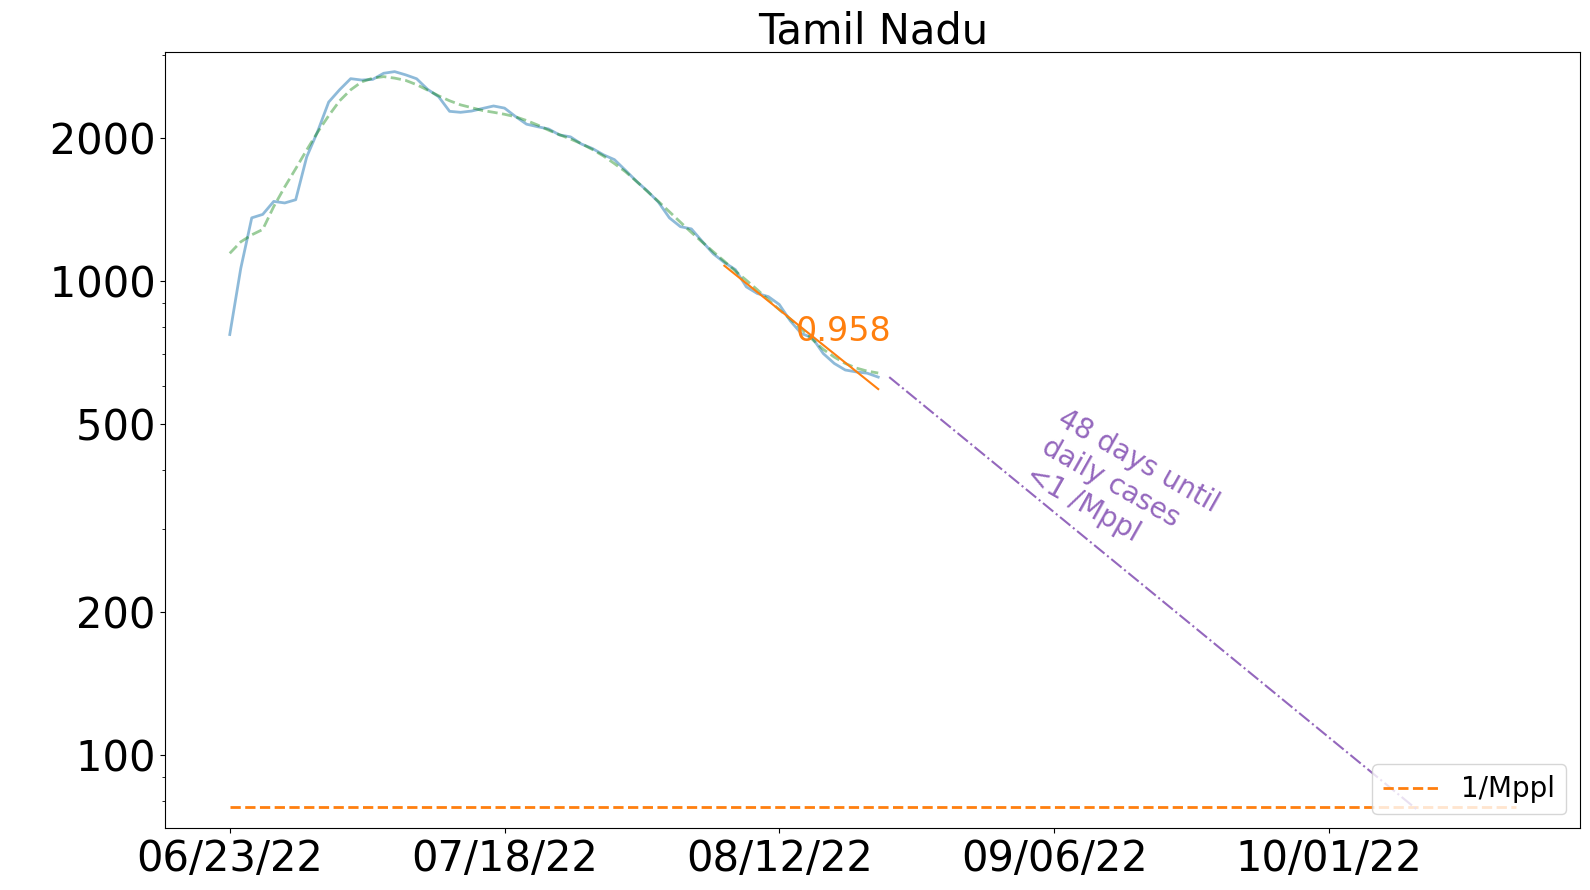 Tamil Nadu
2000
1000
500
200
100
0.958
48 days until
daily cases
<1 /Mppl
1/Mppl
06/23/22
07/18/22
08/12/22
09/06/22
10/01/22